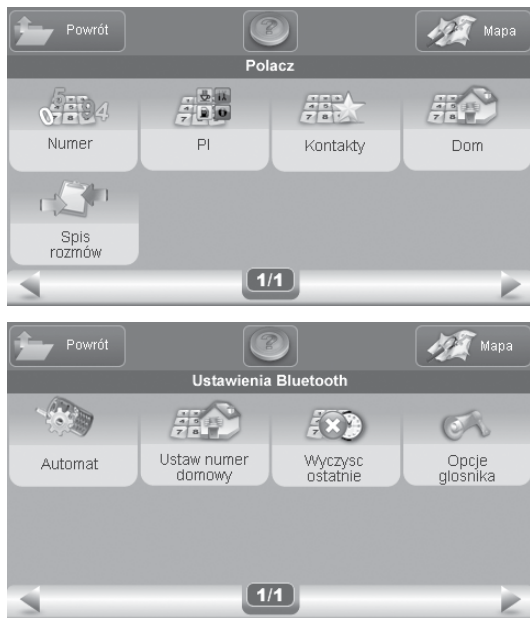 Powrót
Mapa
Polacz
Numer
PI
Kontakty
Dom
Spis
rozmów
1/1
Powrót
Mapa
Ustawienia Bluetooth
Automat
Ustaw numer
domowy
Wyczysc
ostatnie
Opcje
glosnika
1/1